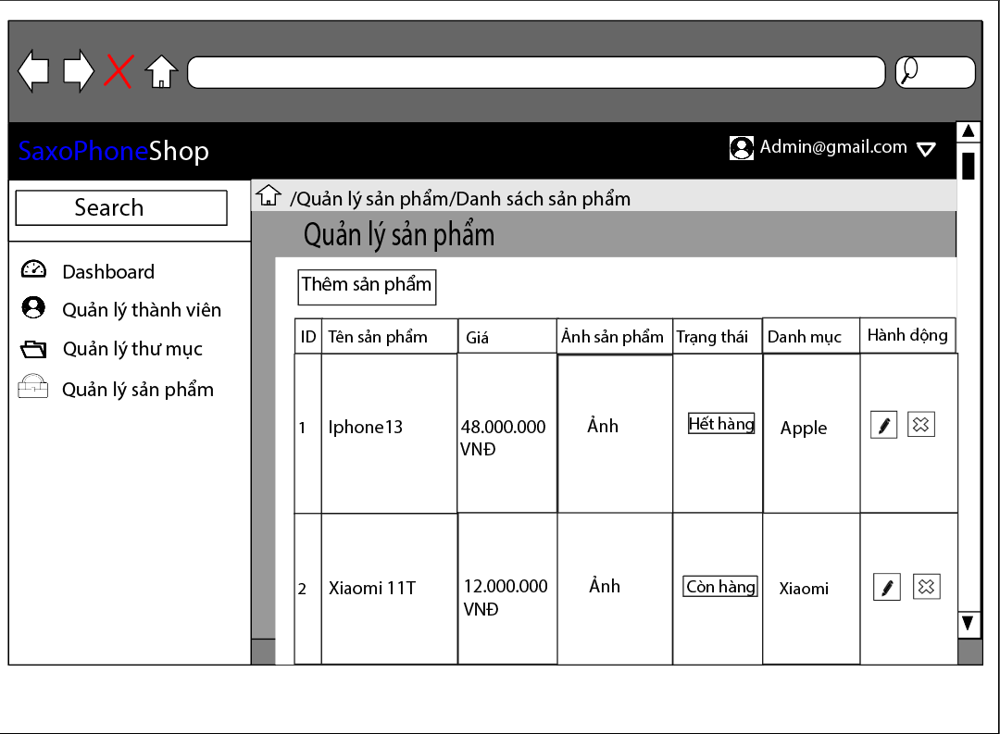 SaxoPhoneShop
Admin@gmail.com
Search
/Quản lý sản phẩm/Danh sách sản phẩm
Quản lý sản phẩm
Dashboard
Quản lý thành viên
Quản lý thư mục
Quản lý sản phẩm
Thêm sản phẩm
ID Tên sản phẩm Giá Ảnh sản phẩm Trạng thái Danh mục Hành động
1 Iphone13 48.000.000 VNĐ Ảnh Hết hàng Apple
2 Xiaomi 11T 12.000.000 VNĐ Ảnh Còn hàng Xiaomi